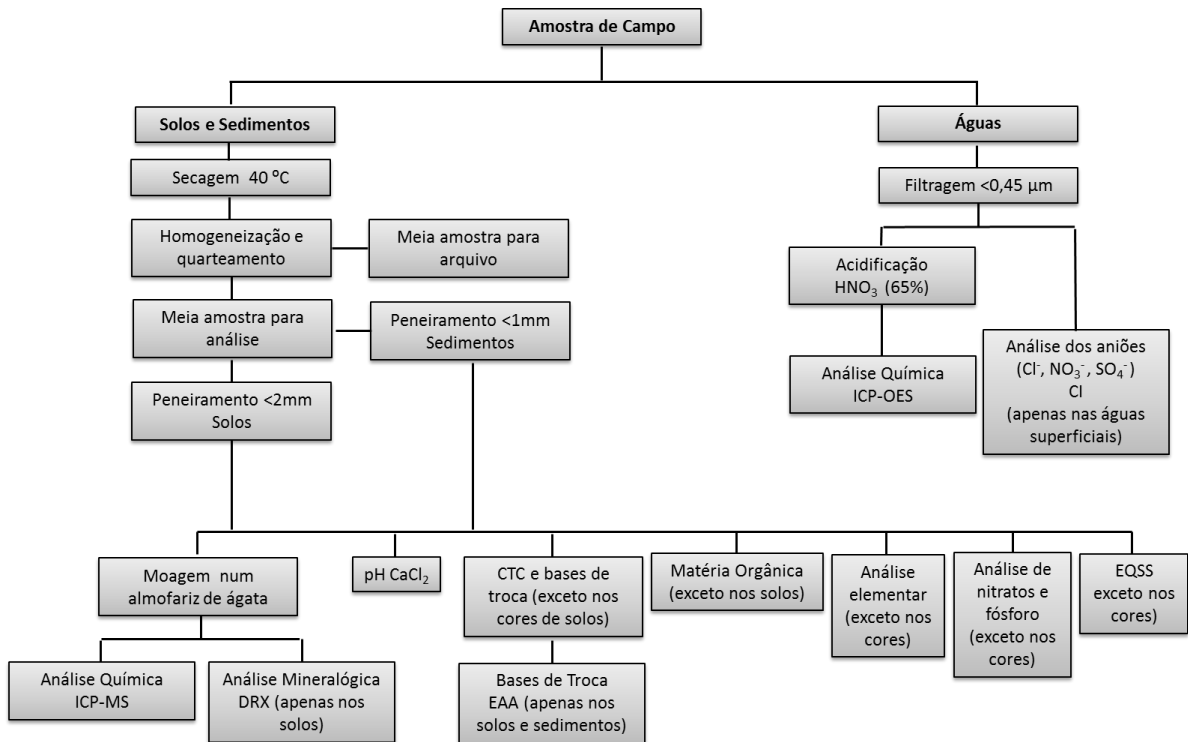 Amostra de Campo
Solos e Sedimentos
Secagem 40 ºC
Homogeneização e
quarteamento
Meia amostra para
arquivo
Meia amostra para
análise
Peneiramento <1mm
Sedimentos
Peneiramento <2mm
Solos
Águas
Filtragem <0,45 µm
Acidificação
HNO₃ (65%)
Análise Química
ICP-OES
Análise dos aniões
(Cl⁻, NO₃⁻, SO₄⁻)
CI
(apenas nas águas
superficiais)
Moagem num
almofariz de ágata
Análise Química
ICP-MS
Análise Mineralógica
DRX (apenas nos
solos)
pH CaCl₂
CTC e bases de
troca (exceto nos
cores de solos)
Bases de Troca
EAA (apenas nos
solos e sedimentos)
Matéria Orgânica
(exceto nos solos)
Análise
elementar
(exceto nos
cores)
Análise de
nitratos e
fósforo
(exceto nos
cores)
EQSS
exceto nos
cores)